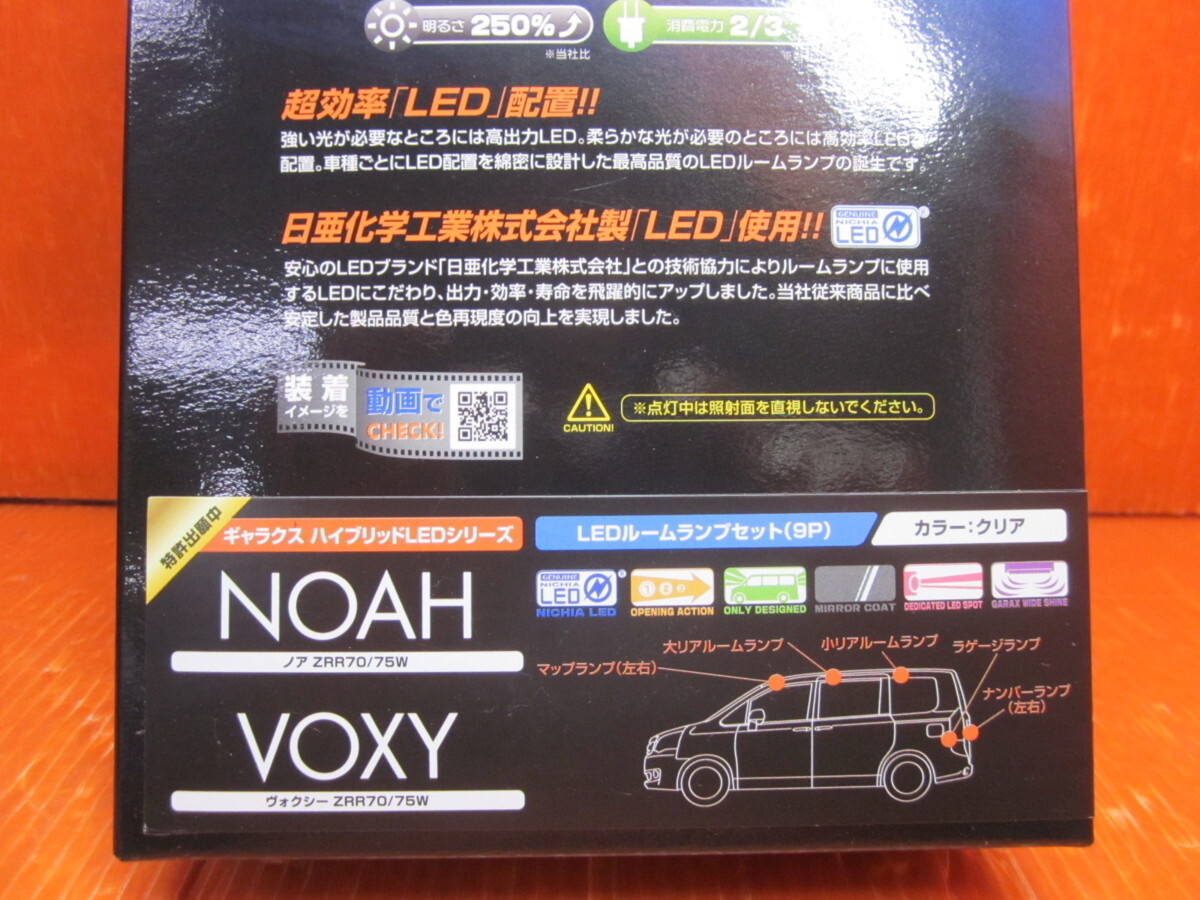 明るさ 250%
消費電力 2/3
※当社比
超効率「LED」配置!!
強い光が必要なところには高出力LED。柔らかな光が必要のところには高効率LEDを
配置。車種ごとにLED配置を綿密に設計した最高品質のLEDルームランプの誕生です。
日亜化学工業株式会社製「LED」使用!!
GENUINE
NICHIA
LED
安心のLEDブランド「日亜化学工業株式会社」との技術協力によりルームランプに使用
するLEDにこだわり、出力・効率・寿命を飛躍的にアップしました。当社従来商品に比べ
安定した製品品質と色再現度の向上を実現しました。
装着
イメージを
動画で
CHECK!
CAUTION!
※点灯中は照射面を直視しないでください。
特許出願中
ギャラクス ハイブリッドLEDシリーズ
LEDルームランプセット(9P)
カラー:クリア
NOAH
ノア ZRR70/75W
VOXY
ヴォクシー ZRR70/75W
GENUINE
NICHIA
LED
NICHIA LED
1 2 3
OPENING ACTION
ONLY DESIGNED
MIRROR COAT
DEDICATED LED SPOT
GARAX WIDE SHINE
マップランプ(左右)
大リアルームランプ
小リアルームランプ
ラゲージランプ
ナンバーランプ
(左右)